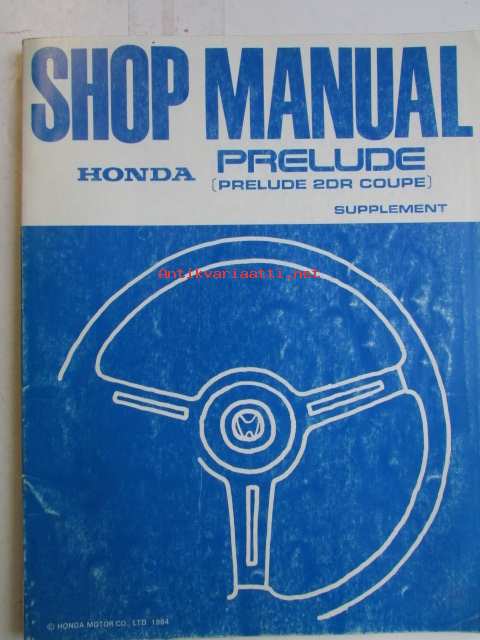 SHOP MANUAL
HONDA PRELUDE
(PRELUDE 2DR COUPE)
SUPPLEMENT
Antikvariaatti.net
© HONDA MOTOR CO., LTD. 1984